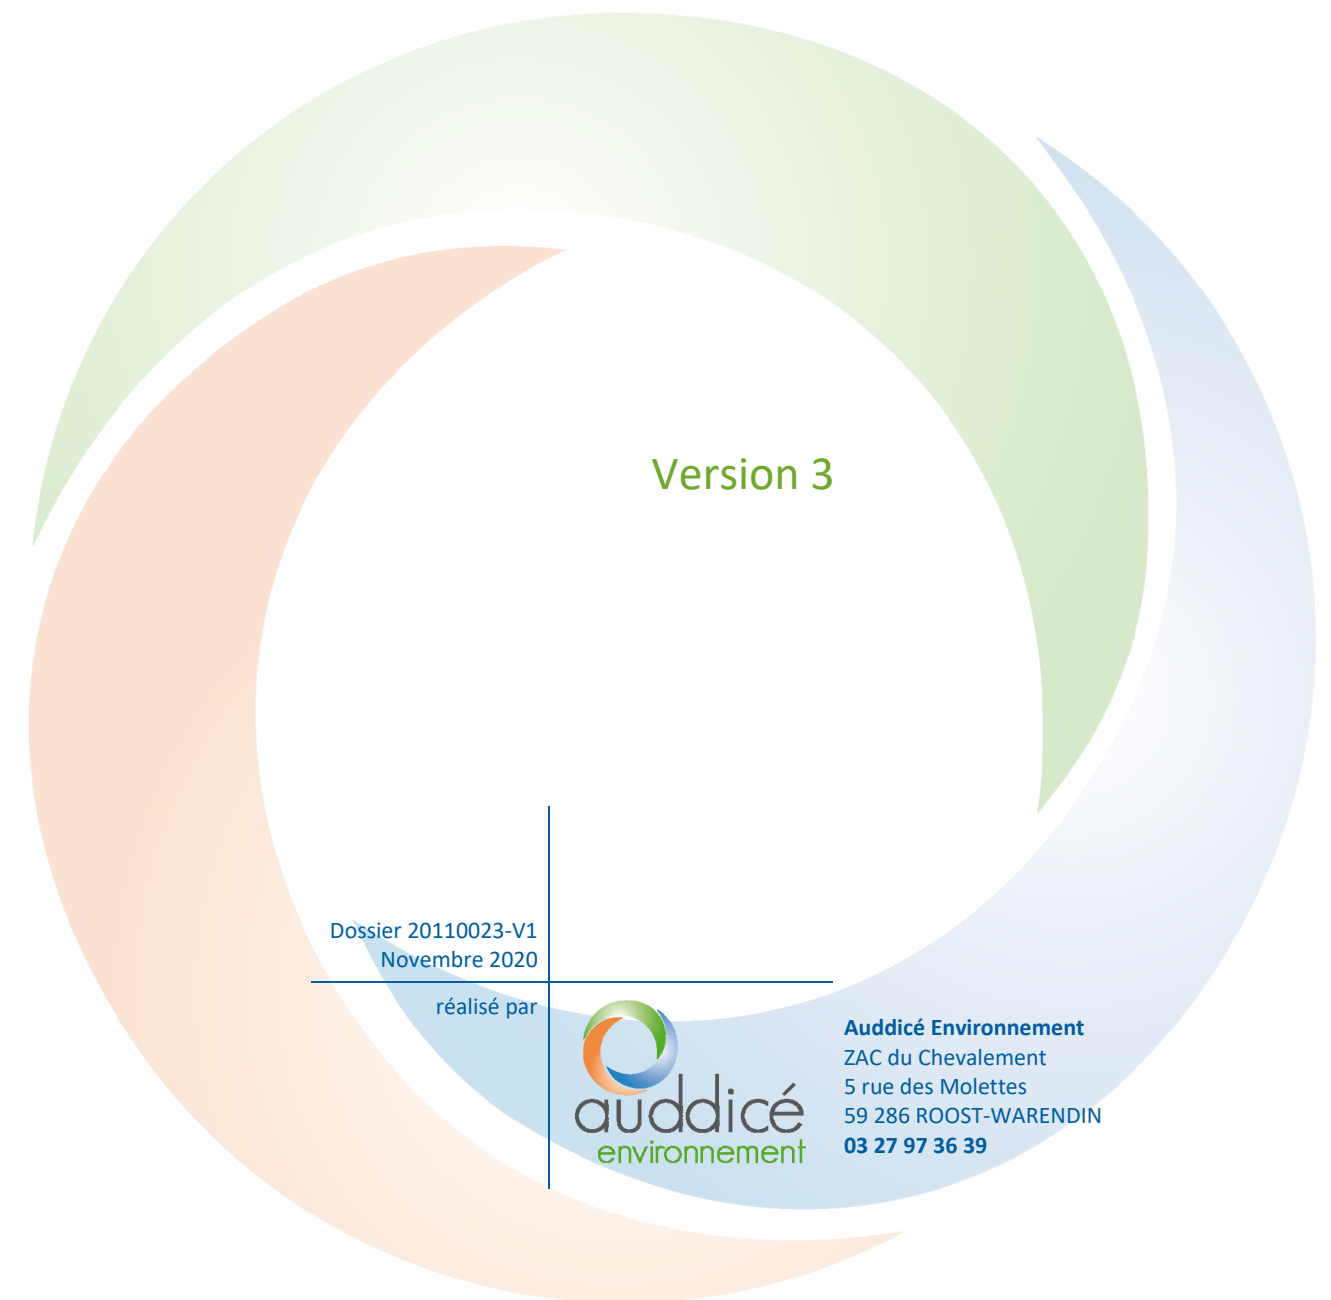 Version 3
Dossier 20110023-V1
Novembre 2020
réalisé par
auddicé
environnement
Auddicé Environnement
ZAC du Chevalement
5 rue des Molettes
59 286 ROOST-WARENDIN
03 27 97 36 39